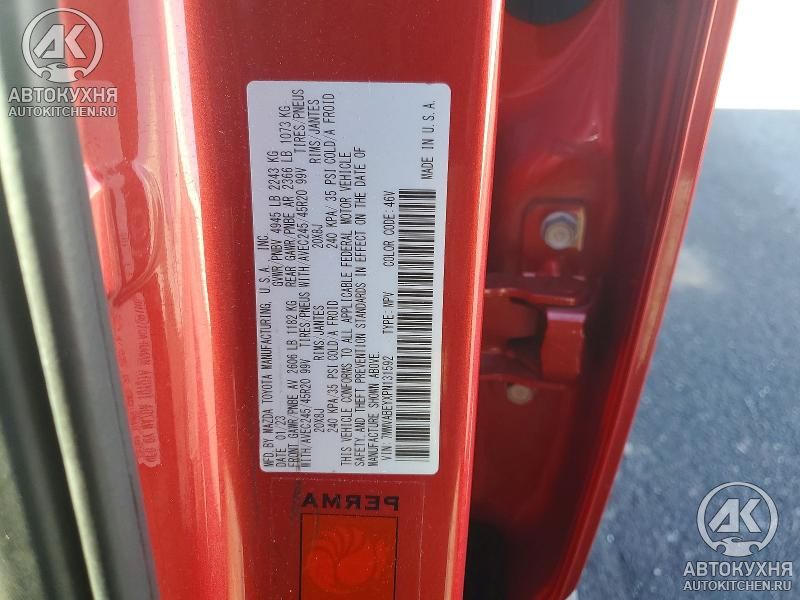 АВТОКУХНЯ
AUTOKITCHEN.RU
MFD.BY MAZDA TOYOTA MANUFACTURING, U.S.A., INC.
DATE 01/23 GVWR/PNBV 4945 LB 2243 KG
FRONT GAWR/PNBE AV 2606 LB 1182 KG REAR GAWR/PNBE AR 2366 LB 1073 KG
WITH/AVEC245/45R20 99V TIRES/PNEUS WITH/AVEC245/45R20 99V TIRES/PNEUS
20X8J RIMS/JANTES 20X8J RIMS/JANTES
240 KPA/35 PSI COLD/A FROID 240 KPA/ 35 PSI COLD/A FROID
THIS VEHICLE CONFORMS TO ALL APPLICABLE FEDERAL MOTOR VEHICLE
SAFETY AND THEFT PREVENTION STANDARDS IN EFFECT ON THE DATE OF
MANUFACTURE SHOWN ABOVE.
VIN: 7MMVABEYXPN131592 TYPE: MPV COLOR CODE: 46V MADE IN U.S.A.
PERMA
АВТОКУХНЯ
AUTOKITCHEN.RU